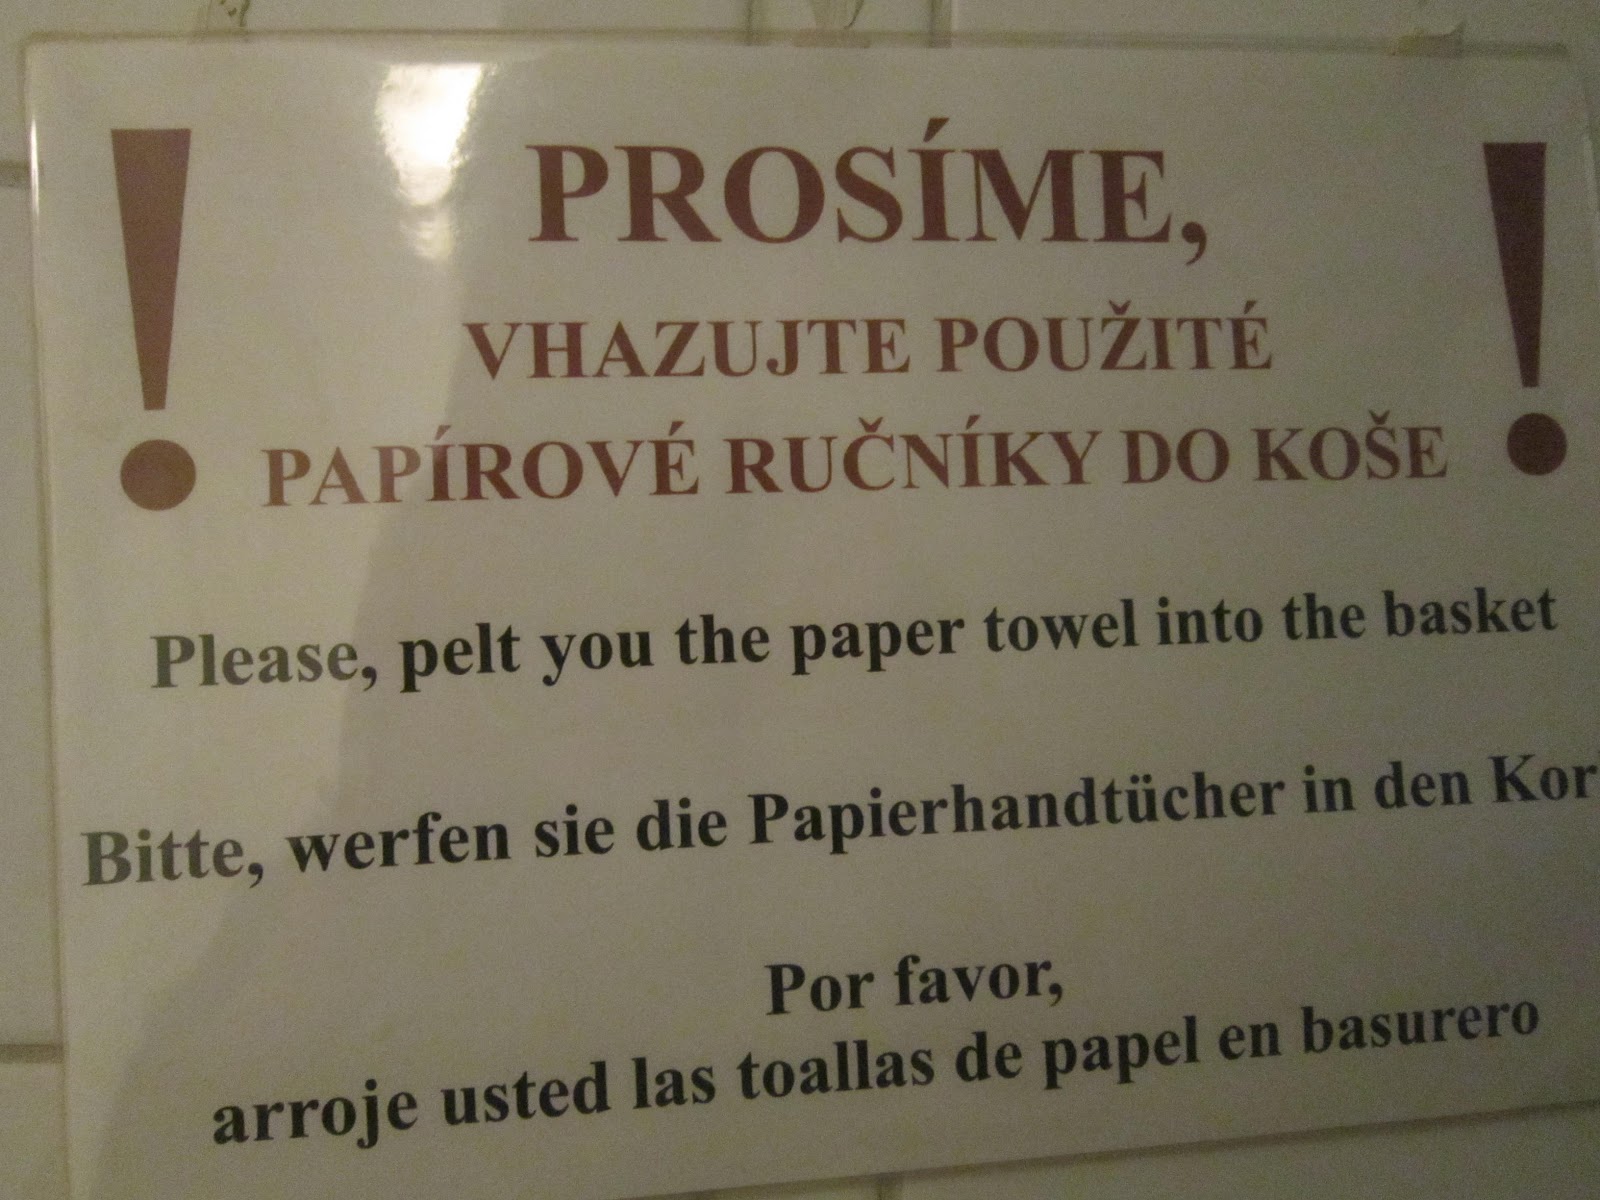 PROSÍME,
VHAZUJTE POUŽITÉ
PAPÍROVÉ RUČNÍKY DO KOŠE
Please, pelt you the paper towel into the basket
Bitte, werfen sie die Papierhandtücher in den Kor
Por favor,
arroje usted las toallas de papel en basurero